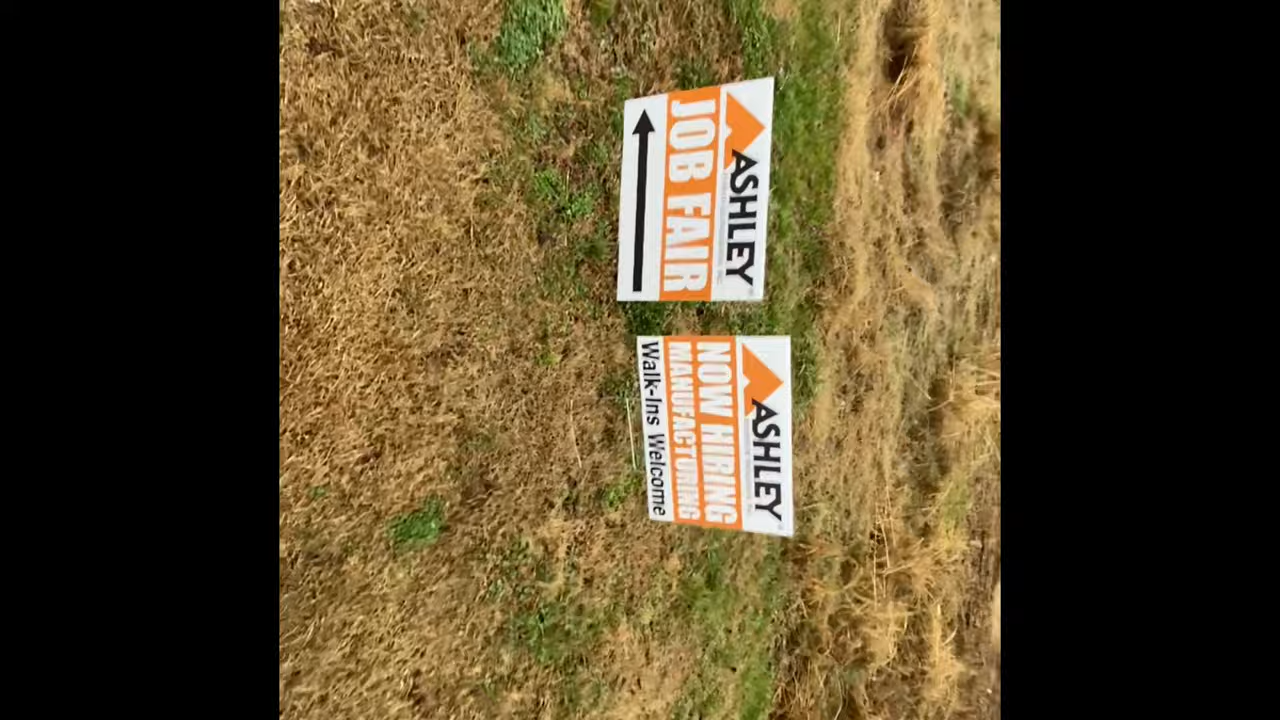 ASHLEY
JOB FAIR
ASHLEY
NOW HIRING
MANUFACTURING
Walk-Ins Welcome